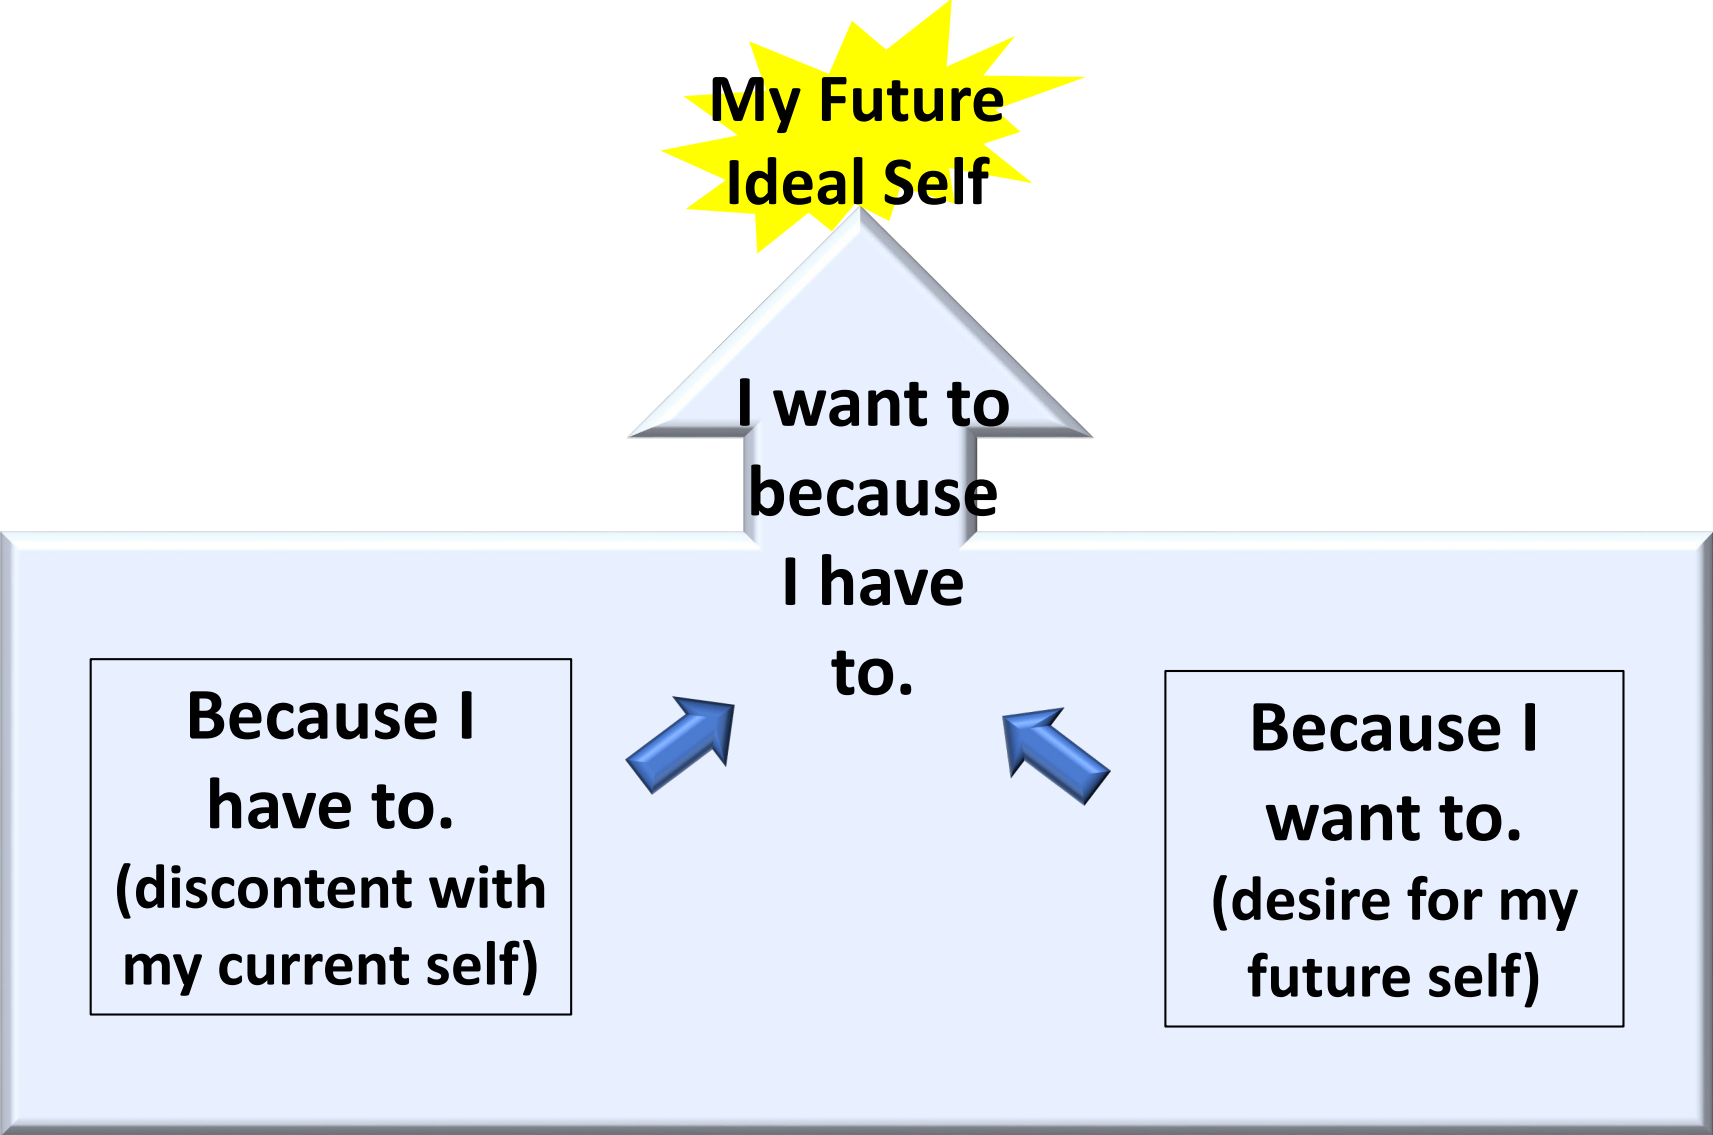 My Future
Ideal Self
I want to
because
I have
to.
Because I
have to.
(discontent with
my current self)
Because I
want to.
(desire for my
future self)